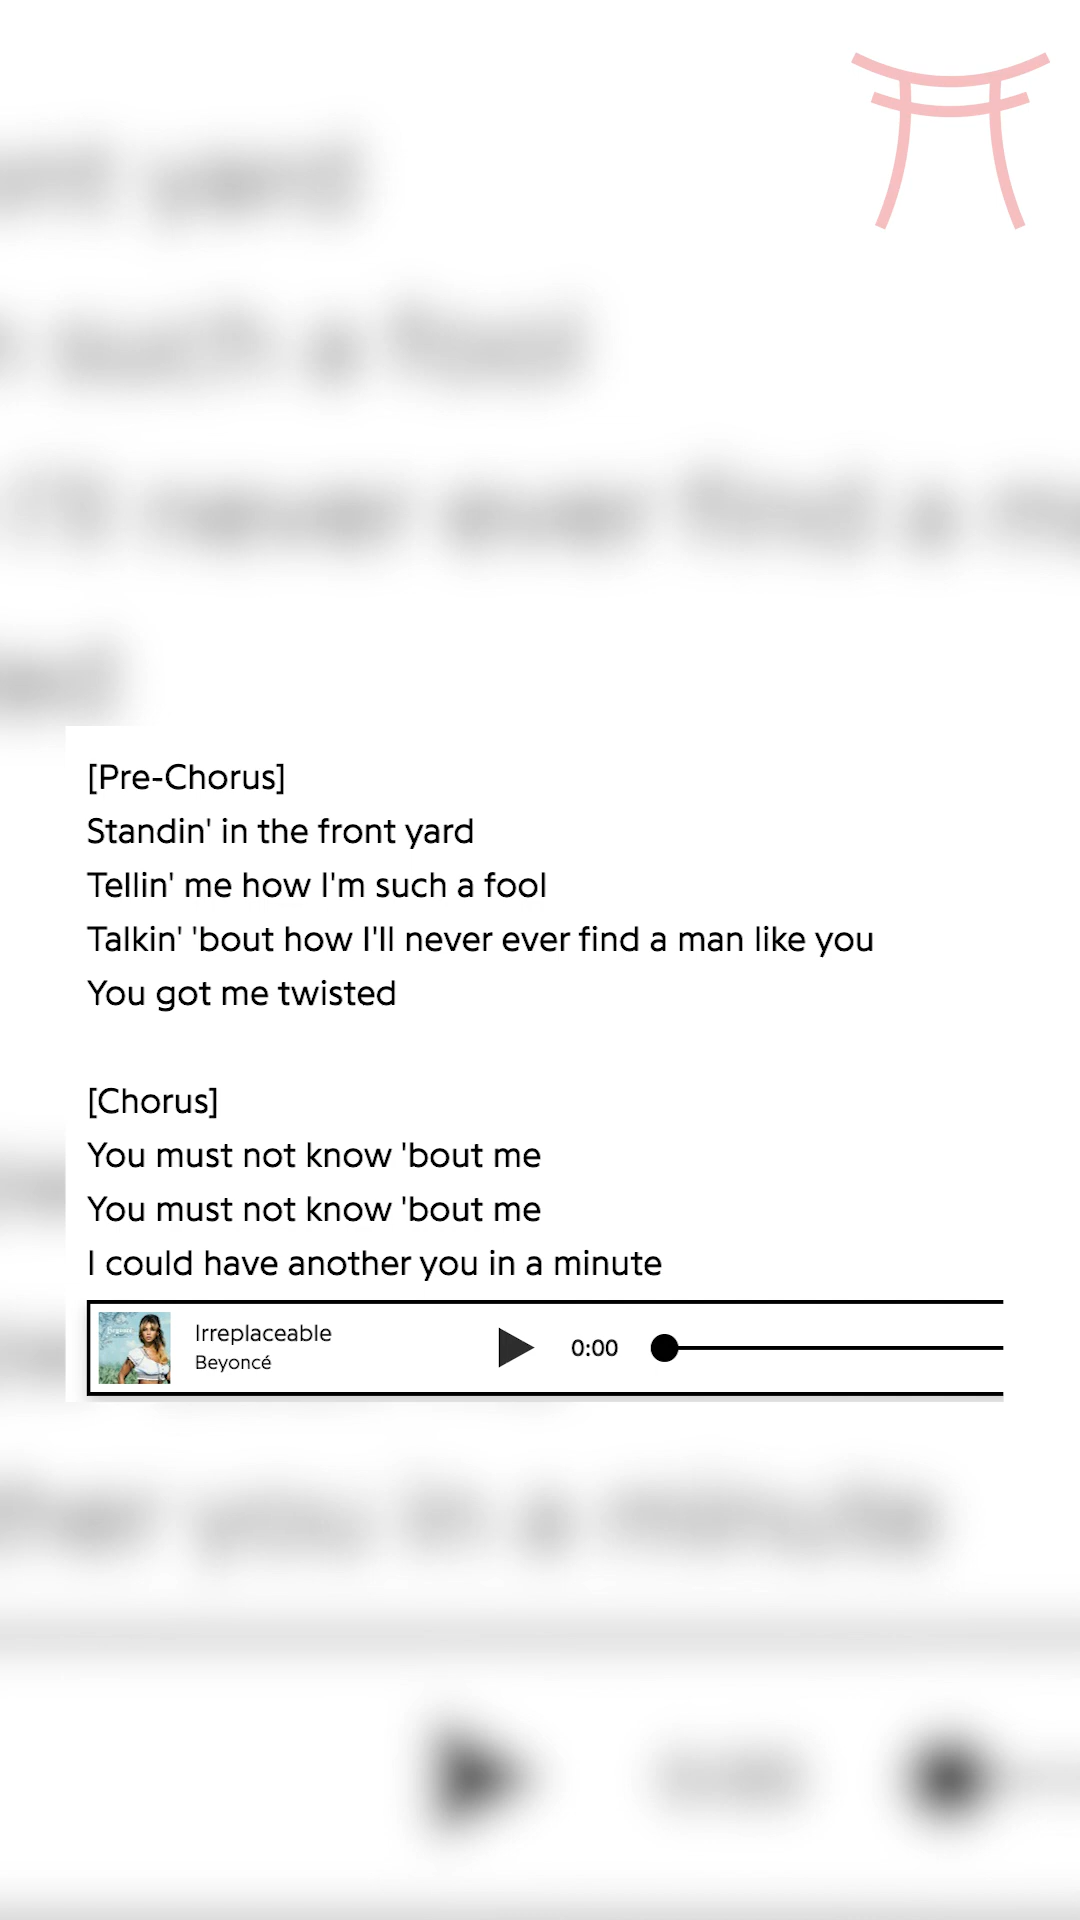 [Pre-Chorus]
Standin' in the front yard
Tellin' me how I'm such a fool
Talkin' 'bout how I'll never ever find a man like you
You got me twisted
[Chorus]
You must not know 'bout me
You must not know 'bout me
I could have another you in a minute
Irreplaceable
Beyoncé
0:00